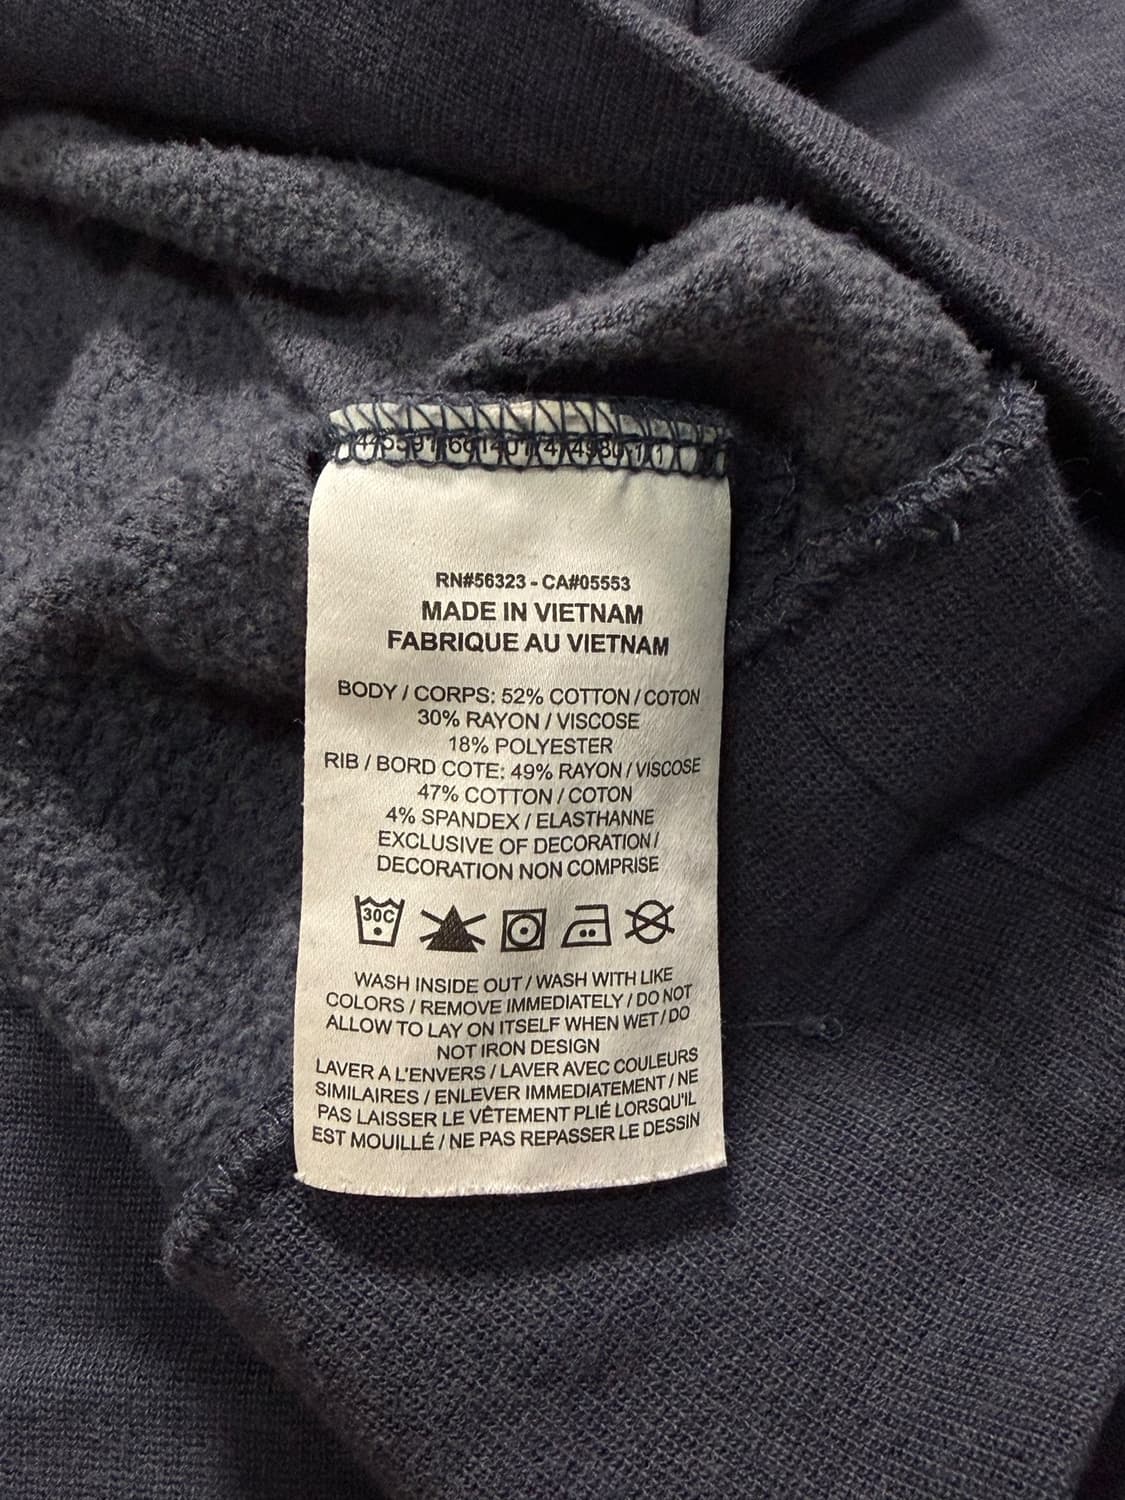 RN#56323 - CA#05553
MADE IN VIETNAM
FABRIQUE AU VIETNAM
BODY / CORPS: 52% COTTON / COTON
30% RAYON / VISCOSE
18% POLYESTER
RIB / BORD COTE: 49% RAYON / VISCOSE
47% COTTON / COTON
4% SPANDEX / ELASTHANNE
EXCLUSIVE OF DECORATION /
DECORATION NON COMPRISE
30C
WASH INSIDE OUT / WASH WITH LIKE
COLORS / REMOVE IMMEDIATELY / DO NOT
ALLOW TO LAY ON ITSELF WHEN WET / DO
NOT IRON DESIGN
LAVER A L'ENVERS / LAVER AVEC COULEURS
SIMILAIRES / ENLEVER IMMEDIATEMENT / NE
PAS LAISSER LE VÊTEMENT PLIÉ LORSQU'IL
EST MOUILLÉ / NE PAS REPASSER LE DESSIN